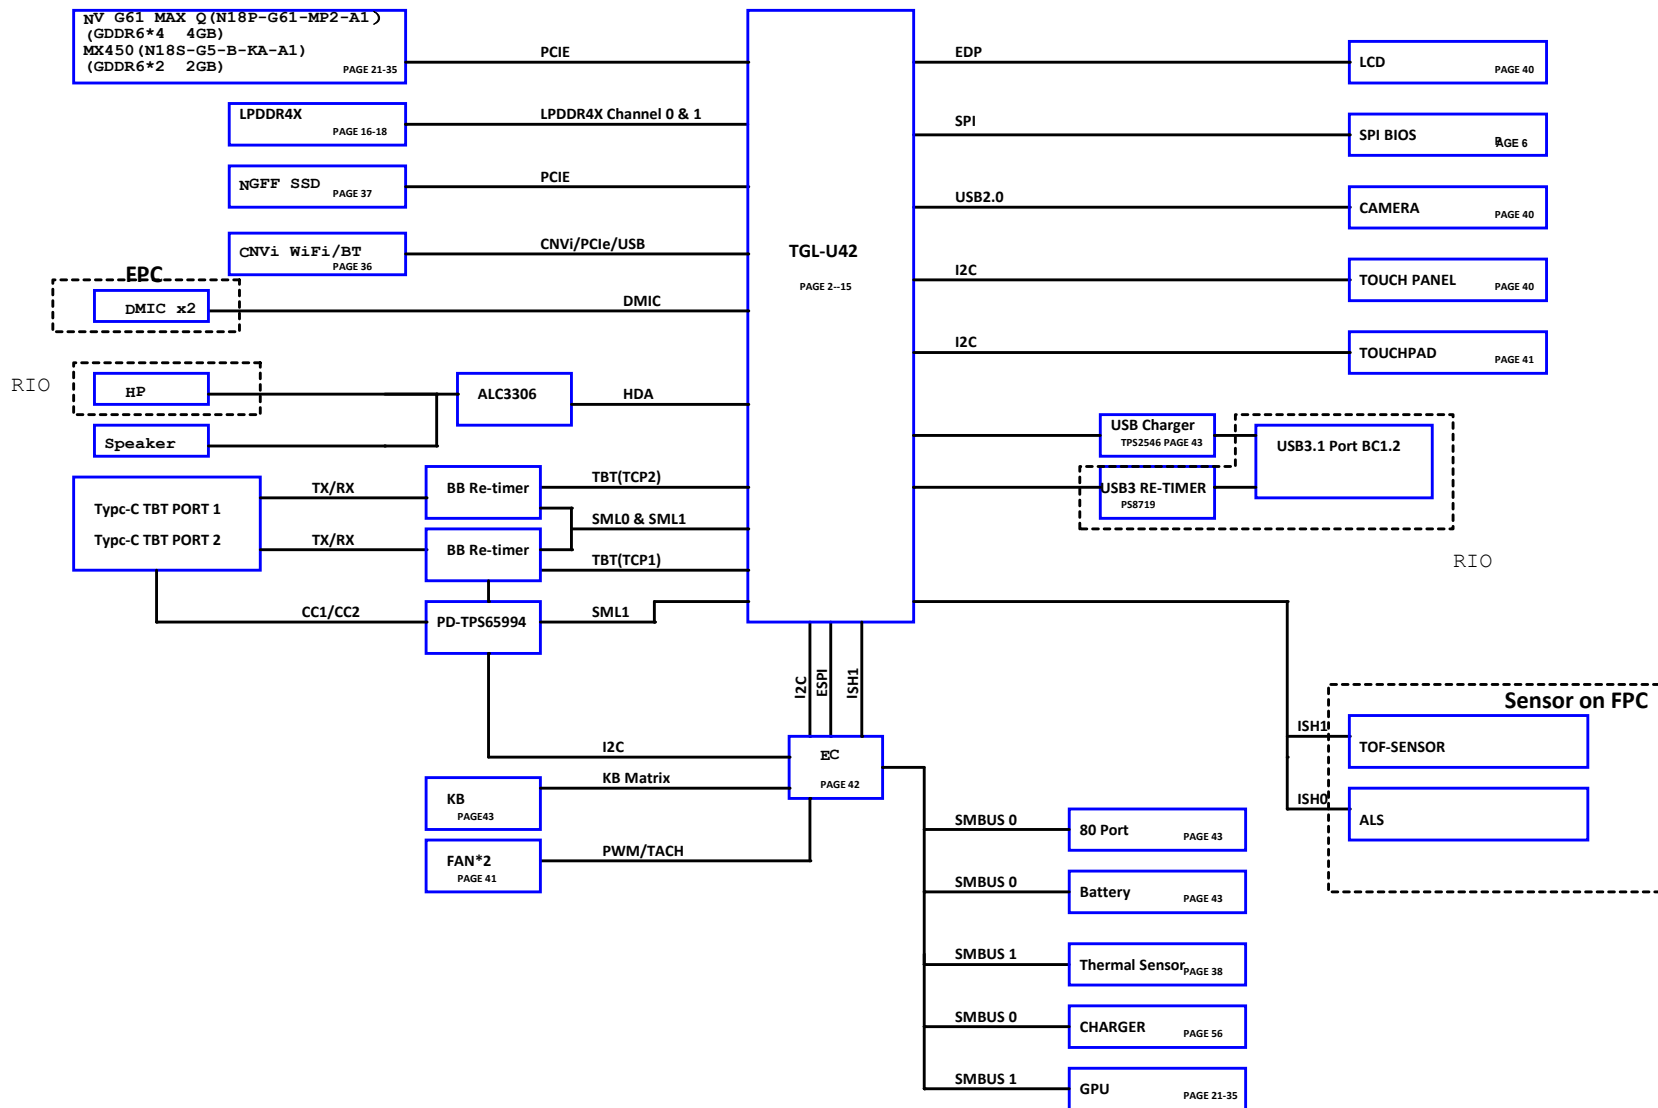 NV G61 MAX Q(N18P-G61-MP2-A1)
(GDDR6*4 4GB)
MX450(N18S-G5-B-KA-A1)
(GDDR6*2 2GB)
PAGE 21-35
PCIE
LPDDR4X
PAGE 16-18
LPDDR4X Channel 0 & 1
NGFF SSD
PAGE 37
PCIE
CNVi WiFi/BT
PAGE 36
CNVi/PCIe/USB
FPC
DMIC x2
DMIC
RIO
HP
Speaker
ALC3306
HDA
Typc-C TBT PORT 1
Typc-C TBT PORT 2
TX/RX
TX/RX
BB Re-timer
BB Re-timer
TBT(TCP2)
SML0 & SML1
TBT(TCP1)
CC1/CC2
PD-TPS65994
SML1
TGL-U42
PAGE 2--15
EDP
LCD
PAGE 40
SPI
SPI BIOS
PAGE 6
USB2.0
CAMERA
PAGE 40
I2C
TOUCH PANEL
PAGE 40
I2C
TOUCHPAD
PAGE 41
USB Charger
TPS2546 PAGE 43
USB3 RE-TIMER
PS8719
USB3.1 Port BC1.2
RIO
I2C
ESPI
ISH1
I2C
KB Matrix
EC
PAGE 42
KB
PAGE43
FAN*2
PAGE 41
PWM/TACH
Sensor on FPC
ISH1
TOF-SENSOR
ISH0
ALS
SMBUS 0
80 Port
PAGE 43
SMBUS 0
Battery
PAGE 43
SMBUS 1
Thermal Sensor
PAGE 38
SMBUS 0
CHARGER
PAGE 56
SMBUS 1
GPU
PAGE 21-35